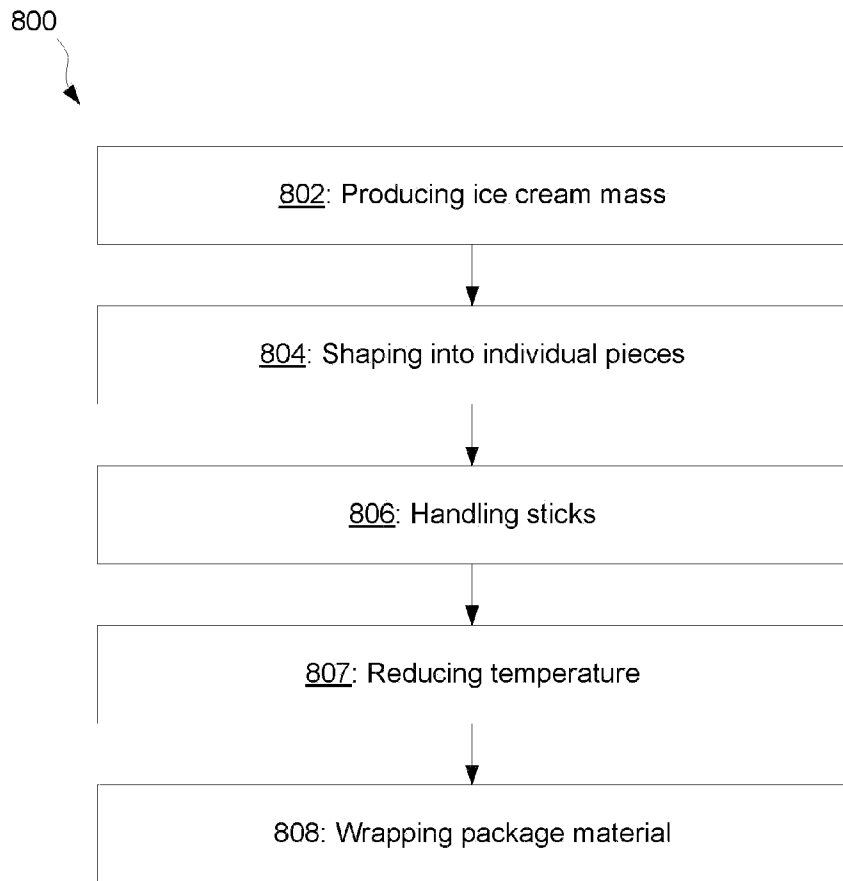 800
802: Producing ice cream mass
804: Shaping into individual pieces
806: Handling sticks
807: Reducing temperature
808: Wrapping package material